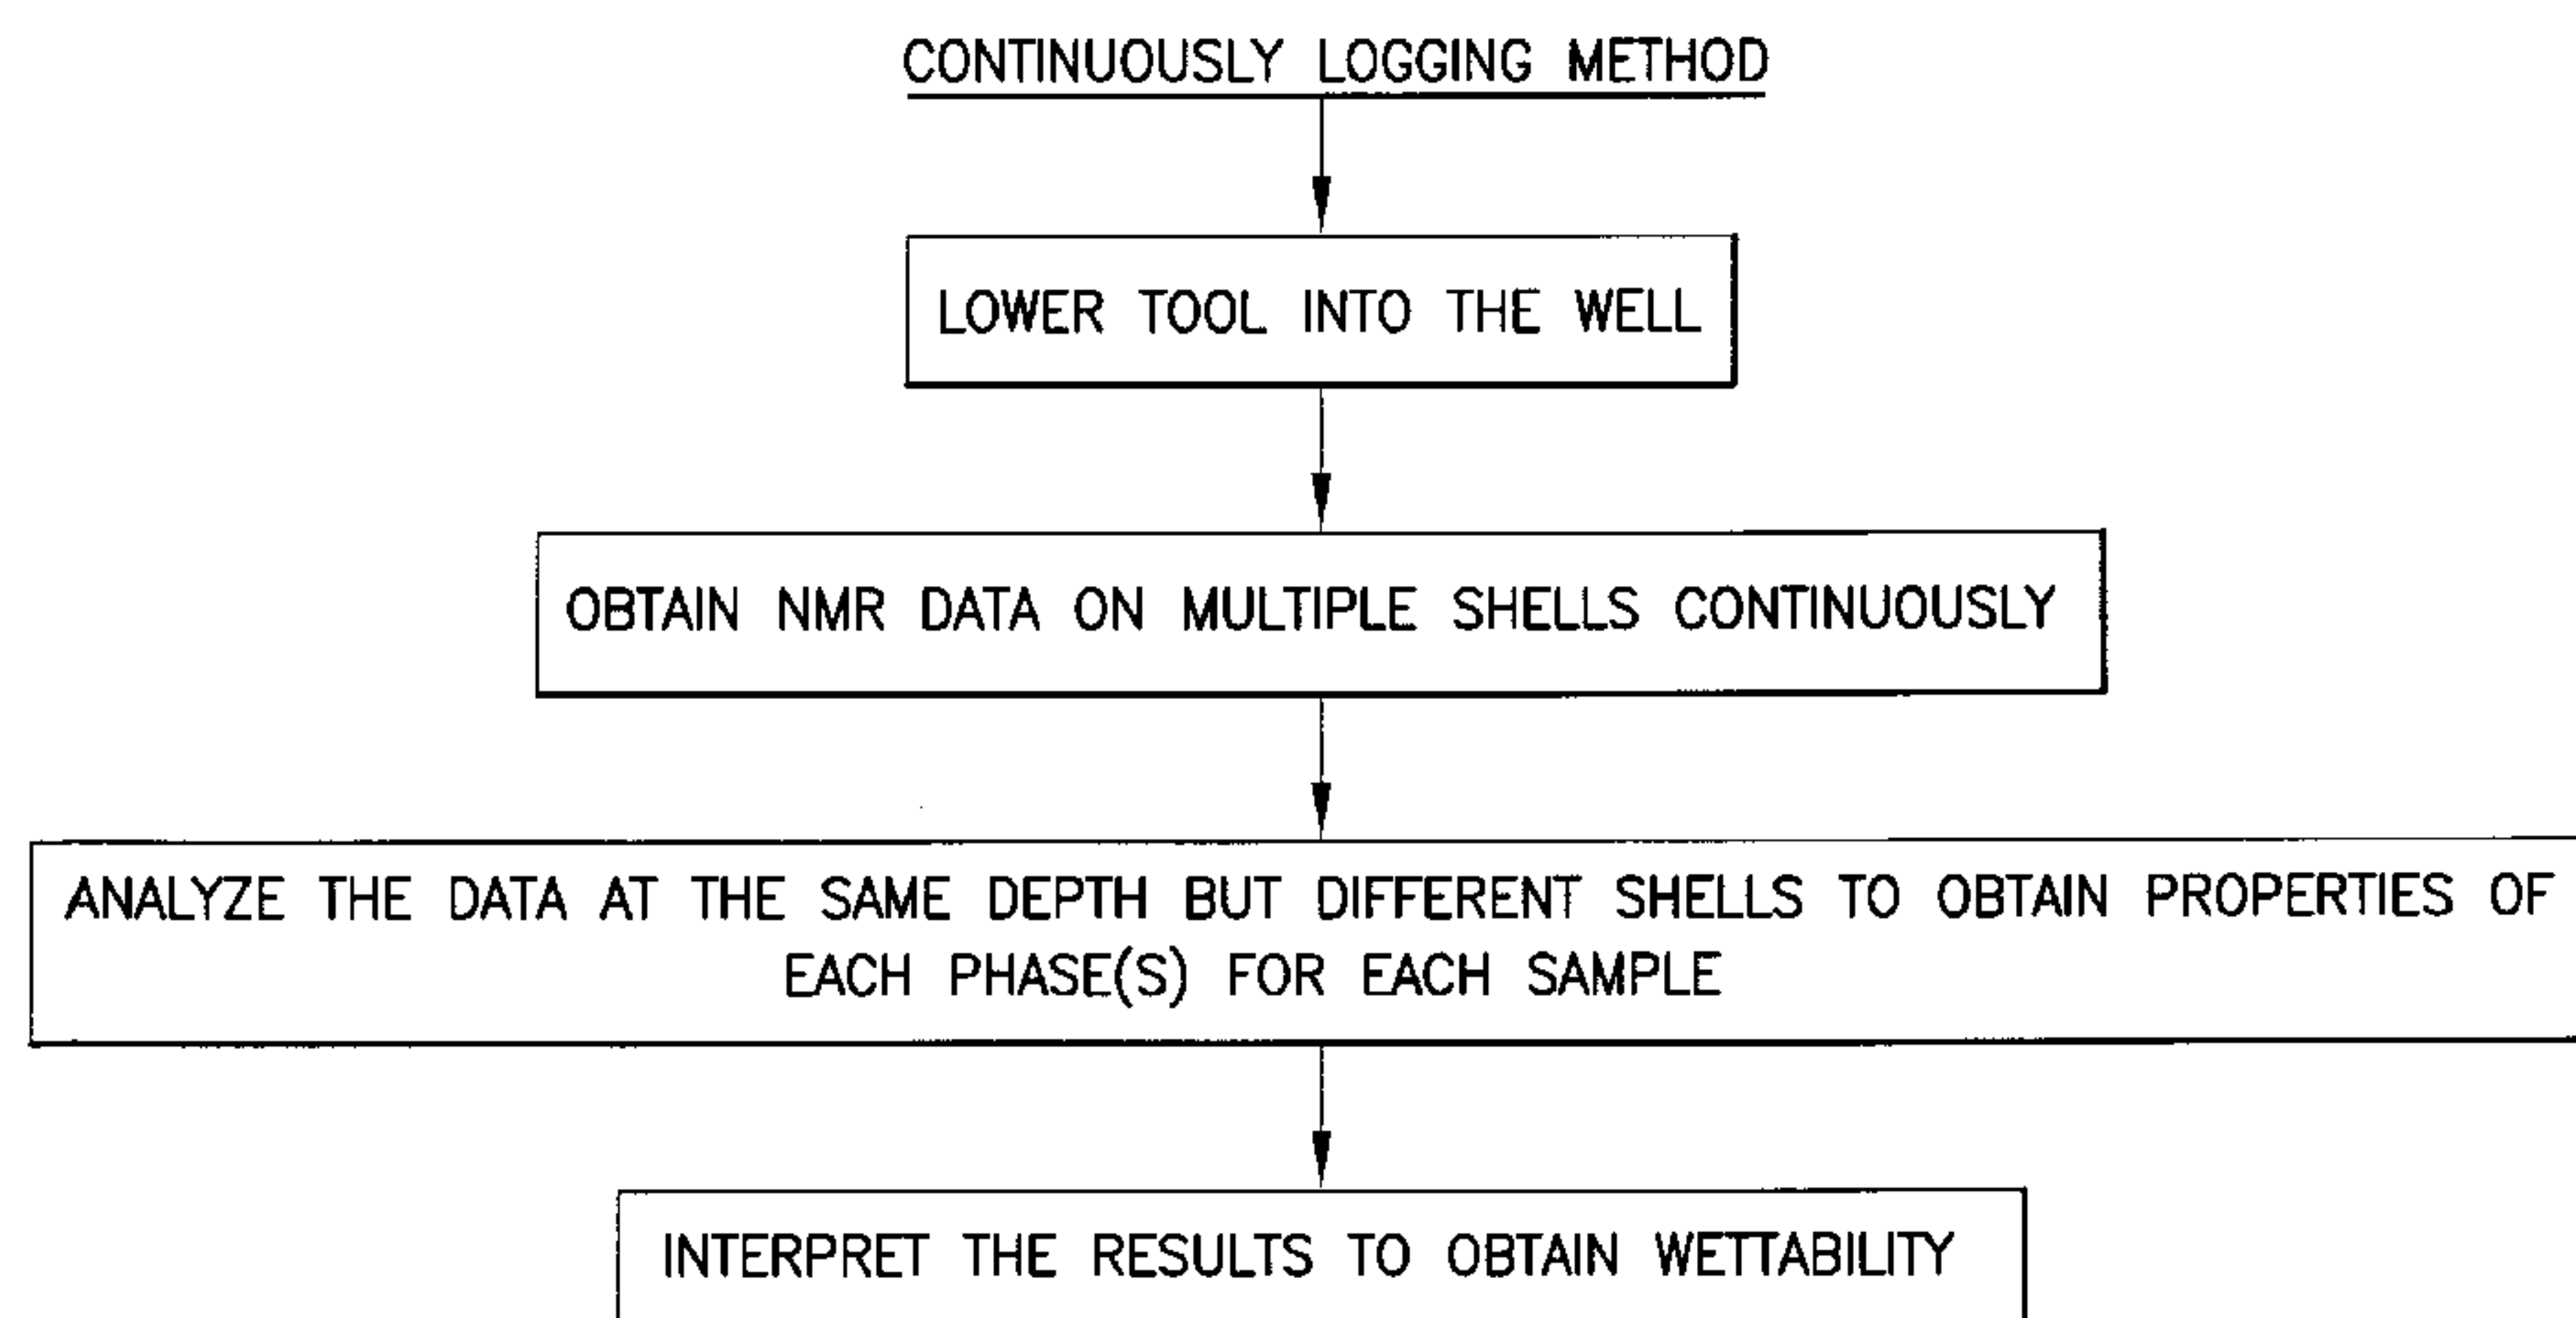 CONTINUOUSLY LOGGING METHOD
LOWER TOOL INTO THE WELL
OBTAIN NMR DATA ON MULTIPLE SHELLS CONTINUOUSLY
ANALYZE THE DATA AT THE SAME DEPTH BUT DIFFERENT SHELLS TO OBTAIN PROPERTIES OF
EACH PHASE(S) FOR EACH SAMPLE
INTERPRET THE RESULTS TO OBTAIN WETTABILITY